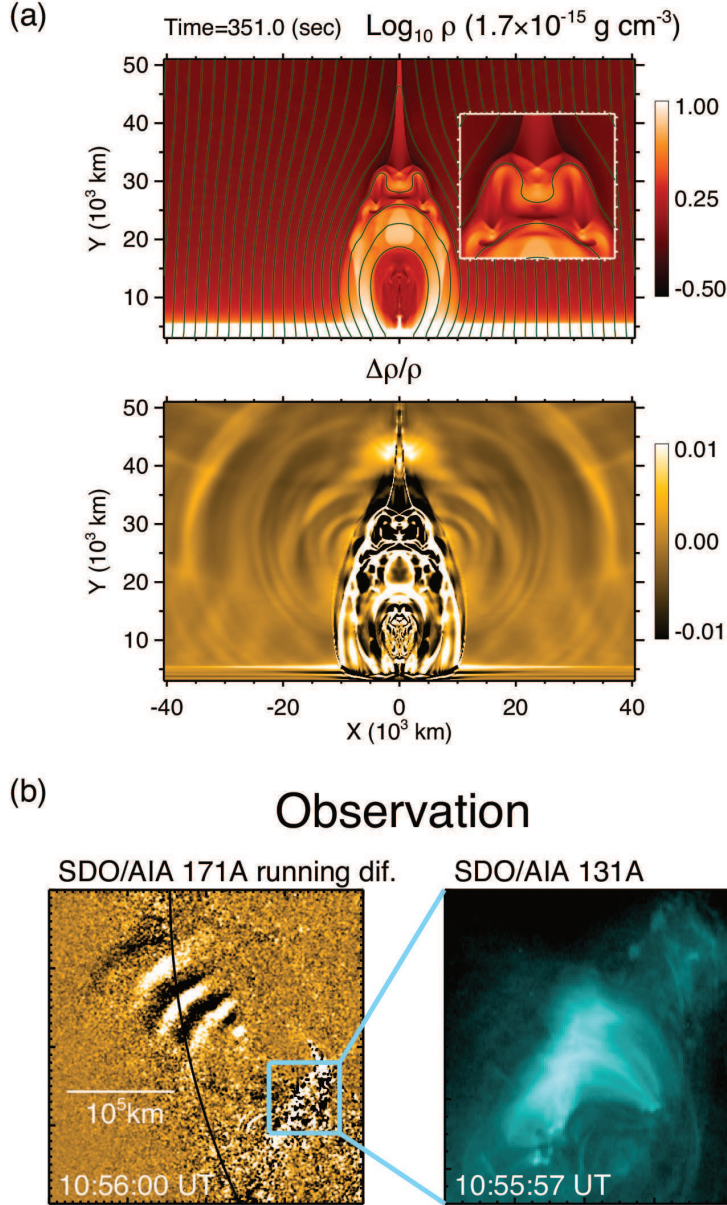 (a)
Time=351.0 (sec) Log₁₀ ρ (1.7×10⁻¹⁵ g cm⁻³)
50
40
30
20
10
Y (10³ km)
1.00
0.25
-0.50
Δρ/ρ
50
40
30
20
10
Y (10³ km)
0.01
0.00
-0.01
-40 -20 0 20 40
X (10³ km)
(b)
Observation
SDO/AIA 171A running dif.
SDO/AIA 131A
10⁵km
10:56:00 UT
10:55:57 UT